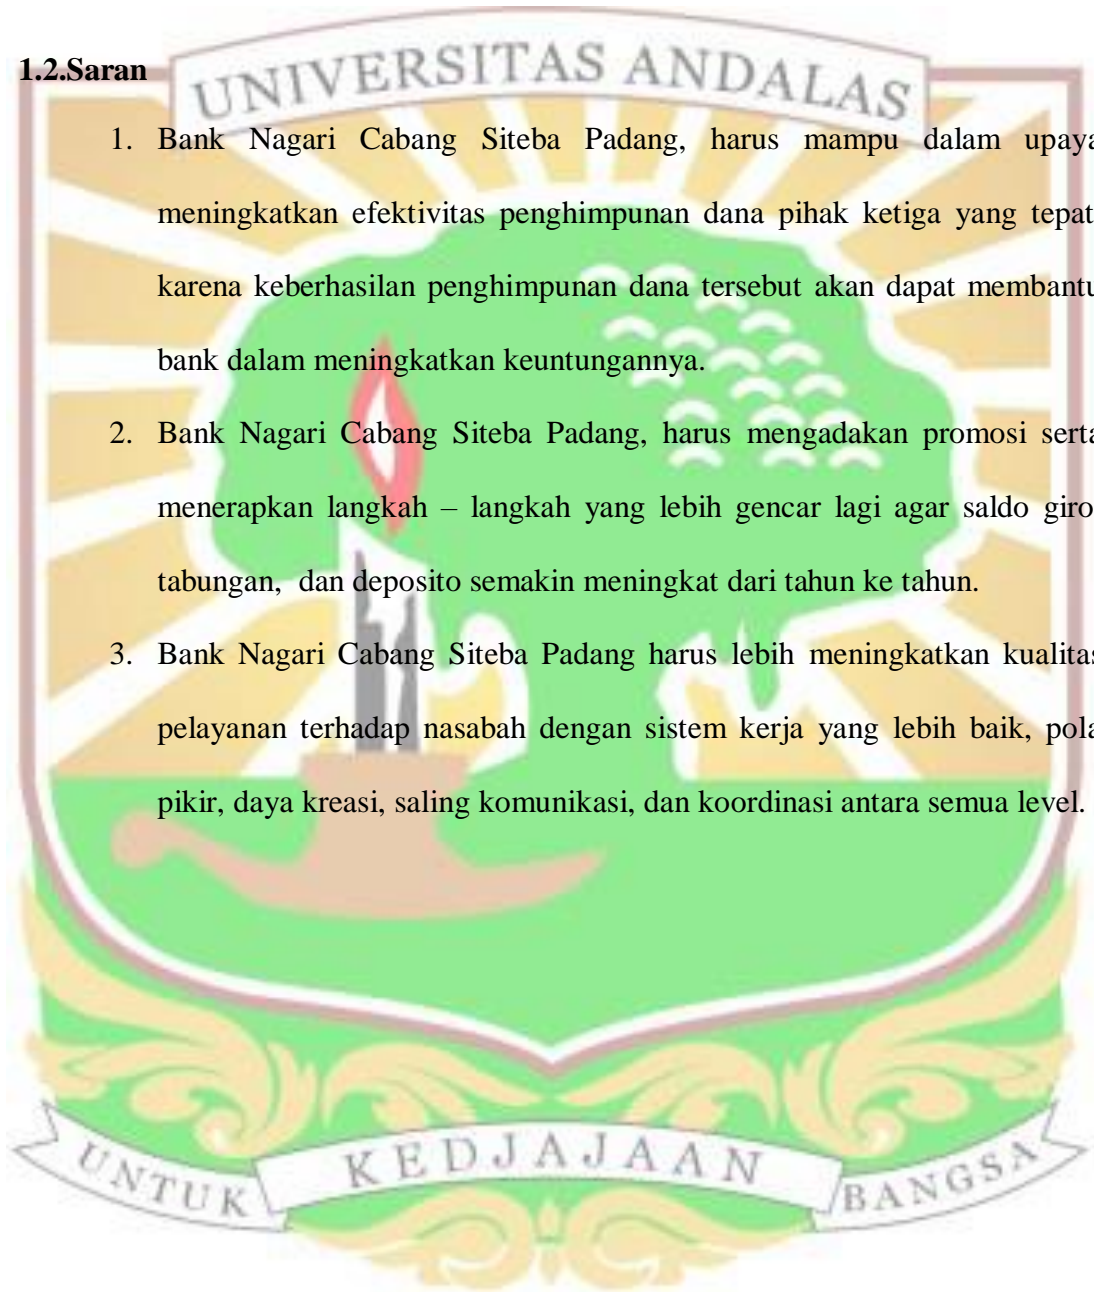 UNIVERSITAS ANDALAS
1.2.Saran
1. Bank Nagari Cabang Siteba Padang, harus mampu dalam upaya
meningkatkan efektivitas penghimpunan dana pihak ketiga yang tepat
karena keberhasilan penghimpunan dana tersebut akan dapat membantu
bank dalam meningkatkan keuntungannya.
2. Bank Nagari Cabang Siteba Padang, harus mengadakan promosi serta
menerapkan langkah – langkah yang lebih gencar lagi agar saldo giro
tabungan, dan deposito semakin meningkat dari tahun ke tahun.
3. Bank Nagari Cabang Siteba Padang harus lebih meningkatkan kualitas
pelayanan terhadap nasabah dengan sistem kerja yang lebih baik, pola
pikir, daya kreasi, saling komunikasi, dan koordinasi antara semua level.
UNTUK KEDJAJAAN BANGSA